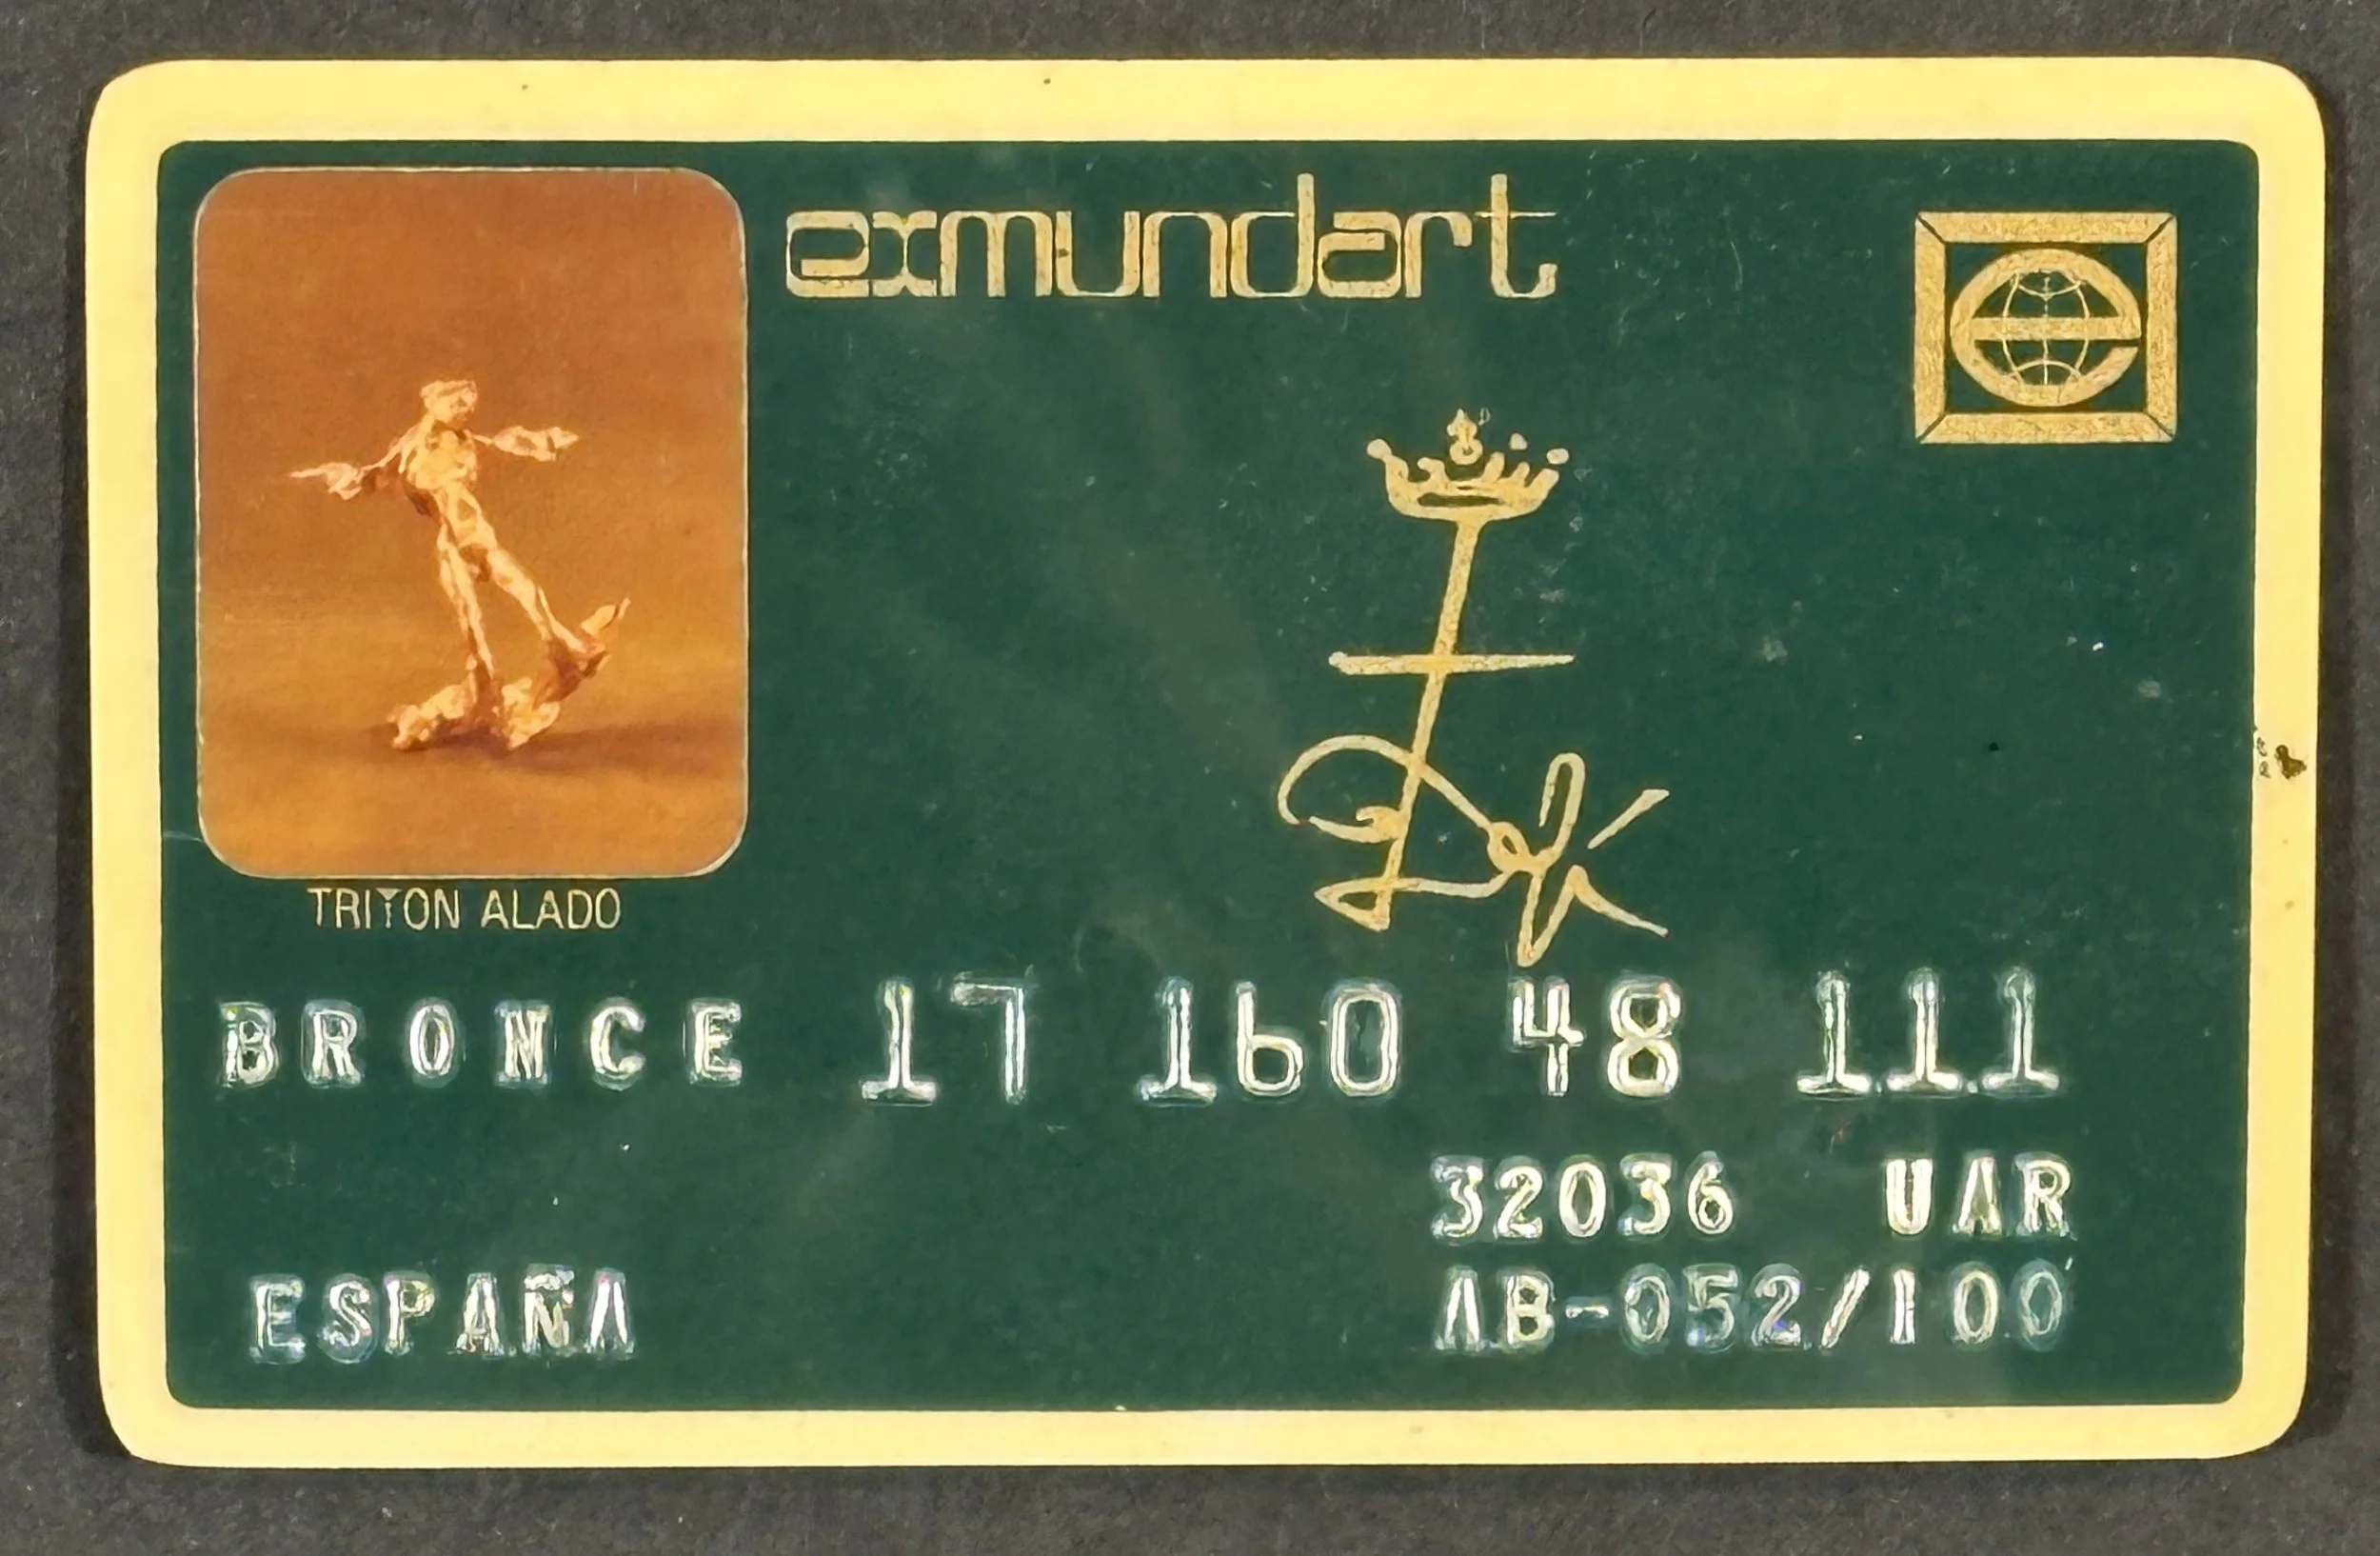 exmundart
Dalí
TRITON ALADO
BRONCE 17 160 48 111
32036 UAR
ESPAÑA AB-052/100